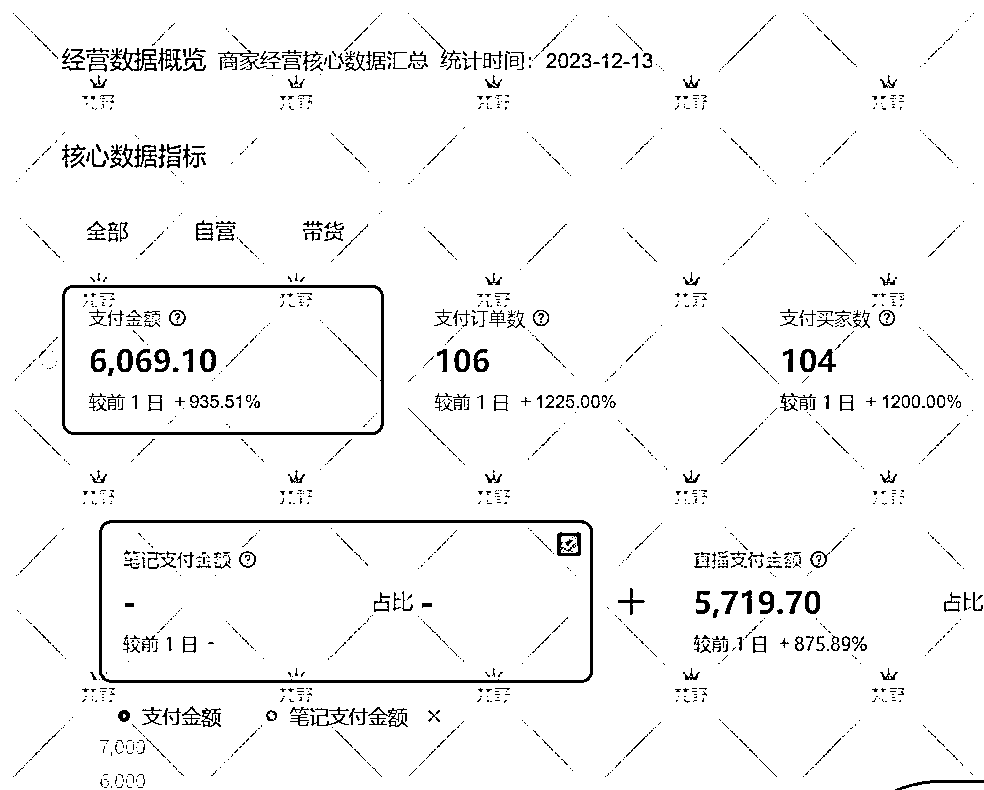 经营数据概览 商家经营核心数据汇总 统计时间：2023-12-13
核心数据指标
全部 自营 带货
支付金额 支付订单数 支付买家数
6,069.10 106 104
较前 1 日 +935.51% 较前 1 日 +1225.00% 较前 1 日 +1200.00%
笔记支付金额 直播支付金额
- 占比 - + 5,719.70 占比
较前 1 日 - 较前 1 日 +875.89%
支付金额 笔记支付金额 ×
7,000
6,000